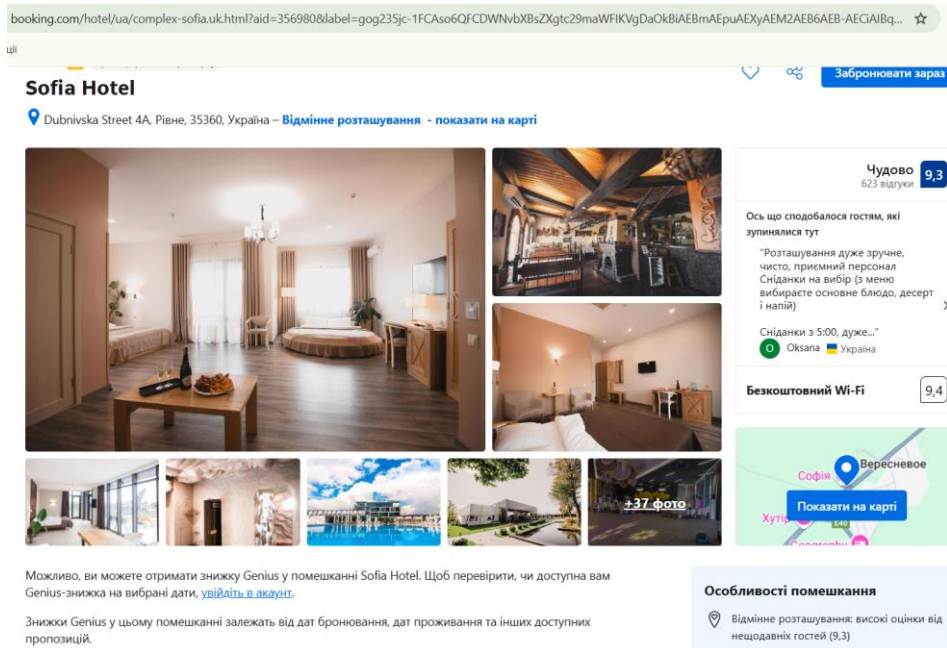 booking.com/hotel/ua/complex-sofia.uk.html?aid=356980&label=gog235jc-1FCAso6QFCDWNvbXBsZXgtc29maWFIKVgDaOkBiAEBmAEpuAEXyAEM2AEB6AEB-AECiAIBq...
ції
Sofia Hotel
Забронювати зараз
Dubnivska Street 4A, Рівне, 35360, Україна – Відмінне розташування - показати на карті
Чудово
623 відгуки
9,3
Ось що сподобалося гостям, які
зупинялися тут
"Розташування дуже зручне,
чисто, приємний персонал
Сніданки на вибір (з меню
вибираєте основне блюдо, десерт
і напій)
Сніданки з 5:00, дуже..."
O Oksana Україна
Безкоштовний Wi-Fi
9,4
+37 фото
Софія
Вересневое
Показати на карті
Хутір
E40
Можливо, ви можете отримати знижку Genius у помешканні Sofia Hotel. Щоб перевірити, чи доступна вам
Genius-знижка на вибрані дати, увійдіть в акаунт.
Знижки Genius у цьому помешканні залежать від дат бронювання, дат проживання та інших доступних
пропозицій.
Особливості помешкання
Відмінне розташування: високі оцінки від
нещодавніх гостей (9,3)